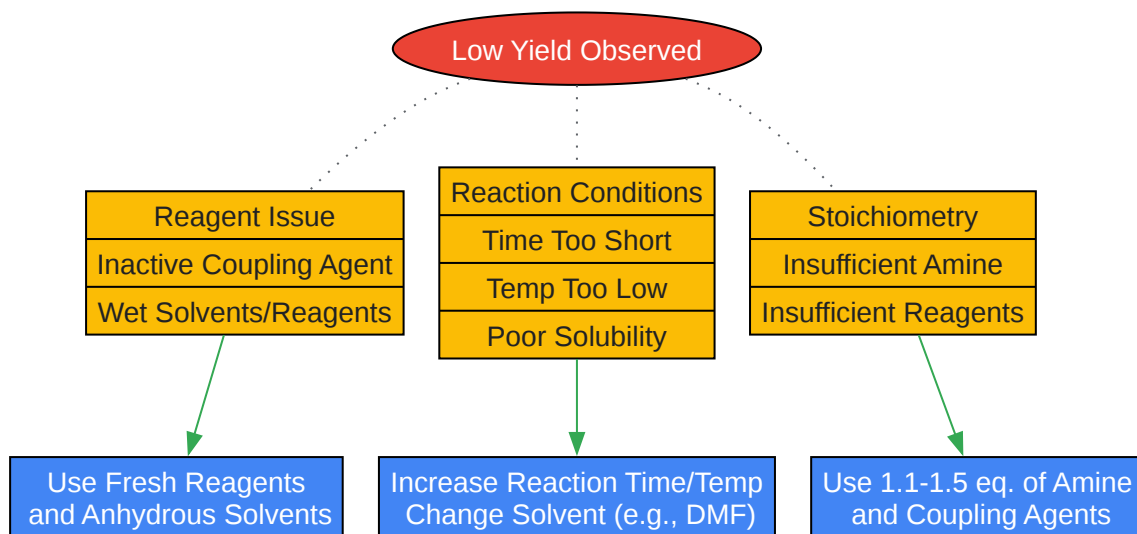 Low Yield Observed
Reagent Issue
Inactive Coupling Agent
Wet Solvents/Reagents
Reaction Conditions
Time Too Short
Temp Too Low
Poor Solubility
Stoichiometry
Insufficient Amine
Insufficient Reagents
Use Fresh Reagents
and Anhydrous Solvents
Increase Reaction Time/Temp
Change Solvent (e.g., DMF)
Use 1.1-1.5 eq. of Amine
and Coupling Agents